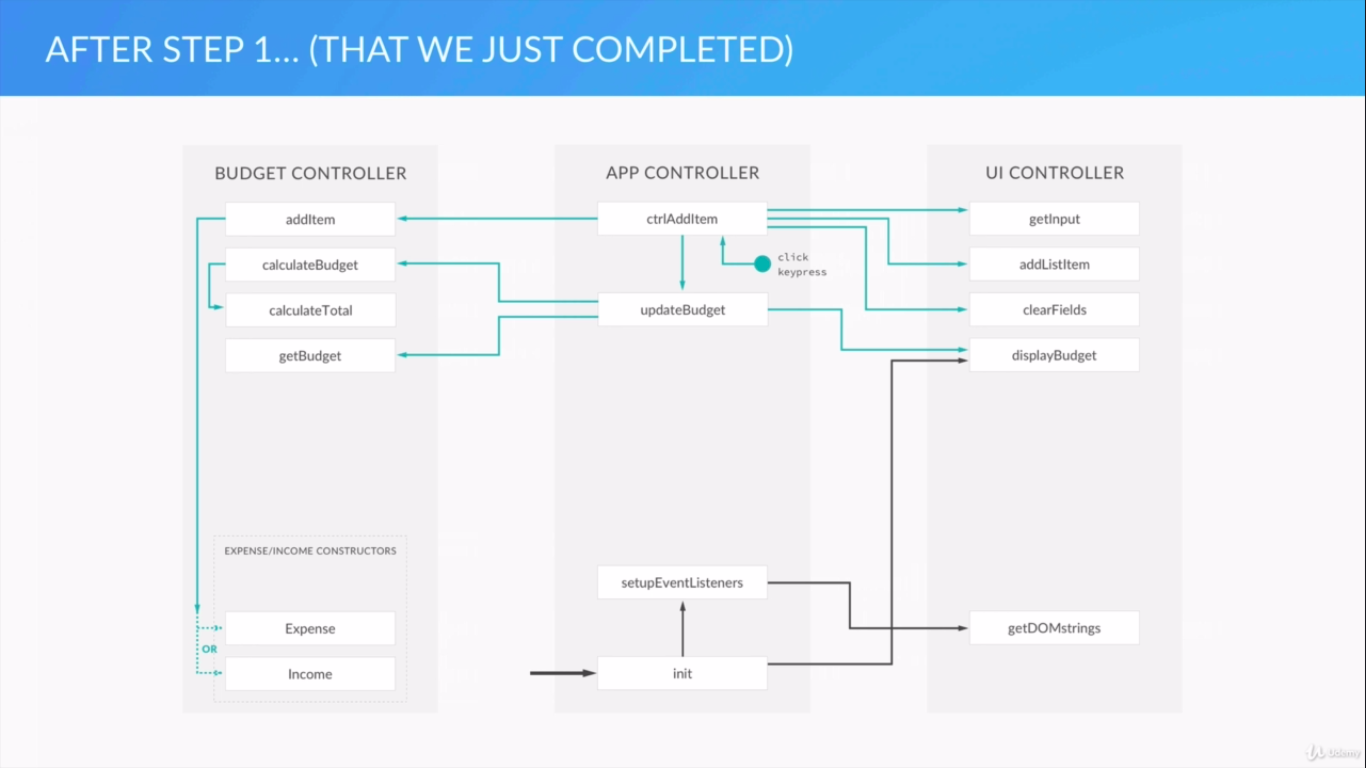 AFTER STEP 1... (THAT WE JUST COMPLETED)
BUDGET CONTROLLER
addItem
calculateBudget
calculateTotal
getBudget
EXPENSE/INCOME CONSTRUCTORS
Expense
OR
Income
APP CONTROLLER
ctrlAddItem
click
keypress
updateBudget
setupEventListeners
init
UI CONTROLLER
getInput
addListItem
clearFields
displayBudget
getDOMstrings
Udemy